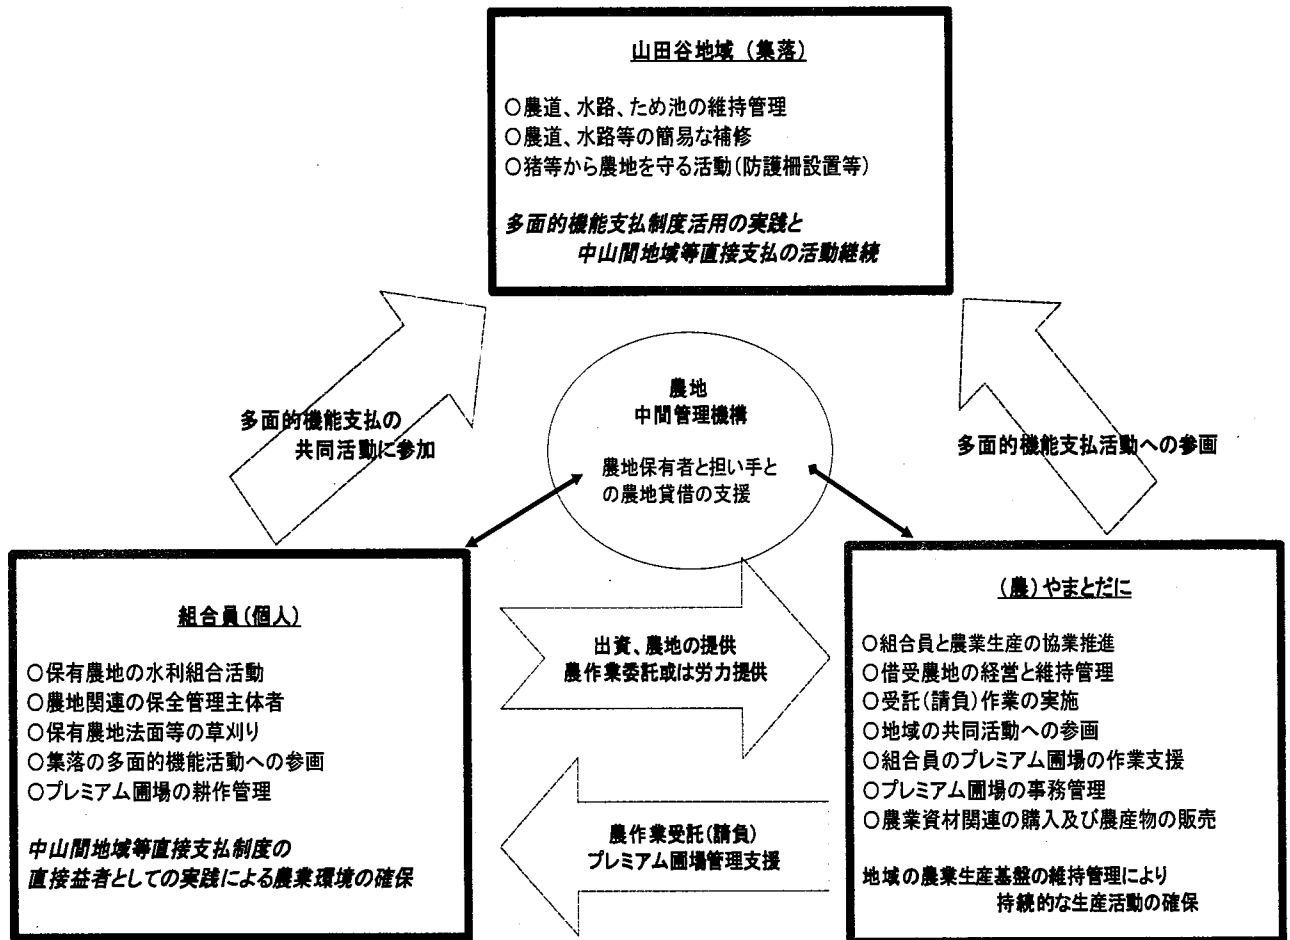 山田谷地域（集落）
○農道、水路、ため池の維持管理
○農道、水路等の簡易な補修
○猪等から農地を守る活動（防護柵設置等）
多面的機能支払制度活用の実践と
中山間地域等直接支払の活動継続
農地
中間管理機構
農地保有者と担い手と
の農地貸借の支援
多面的機能支払の
共同活動に参加
多面的機能支払活動への参画
組合員（個人）
○保有農地の水利組合活動
○農地関連の保全管理主体者
○保有農地法面等の草刈り
○集落の多面的機能活動への参画
○プレミアム圃場の耕作管理
中山間地域等直接支払制度の
直接益者としての実践による農業環境の確保
出資、農地の提供
農作業委託或は労力提供
農作業受託（請負）
プレミアム圃場管理支援
（農）やまとだに
○組合員と農業生産の協業推進
○借受農地の経営と維持管理
○受託（請負）作業の実施
○地域の共同活動への参画
○組合員のプレミアム圃場の作業支援
○プレミアム圃場の事務管理
○農業資材関連の購入及び農産物の販売
地域の農業生産基盤の維持管理により
持続的な生産活動の確保